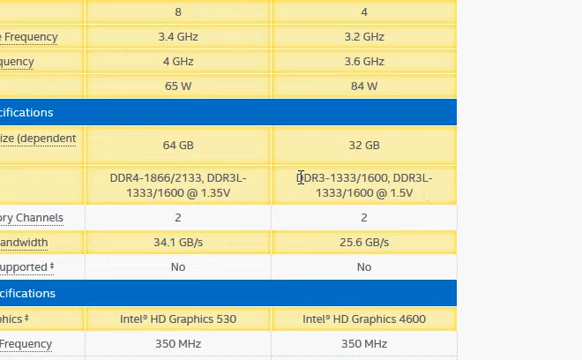 8 4
e Frequency 3.4 GHz 3.2 GHz
quency 4 GHz 3.6 GHz
65 W 84 W
cifications
ize (dependent 64 GB 32 GB
DDR4-1866/2133, DDR3L- DDR3-1333/1600, DDR3L-
1333/1600 @ 1.35V 1333/1600 @ 1.5V
ory Channels 2 2
andwidth 34.1 GB/s 25.6 GB/s
upported ‡ No No
cifications
phics ‡ Intel® HD Graphics 530 Intel® HD Graphics 4600
Frequency 350 MHz 350 MHz